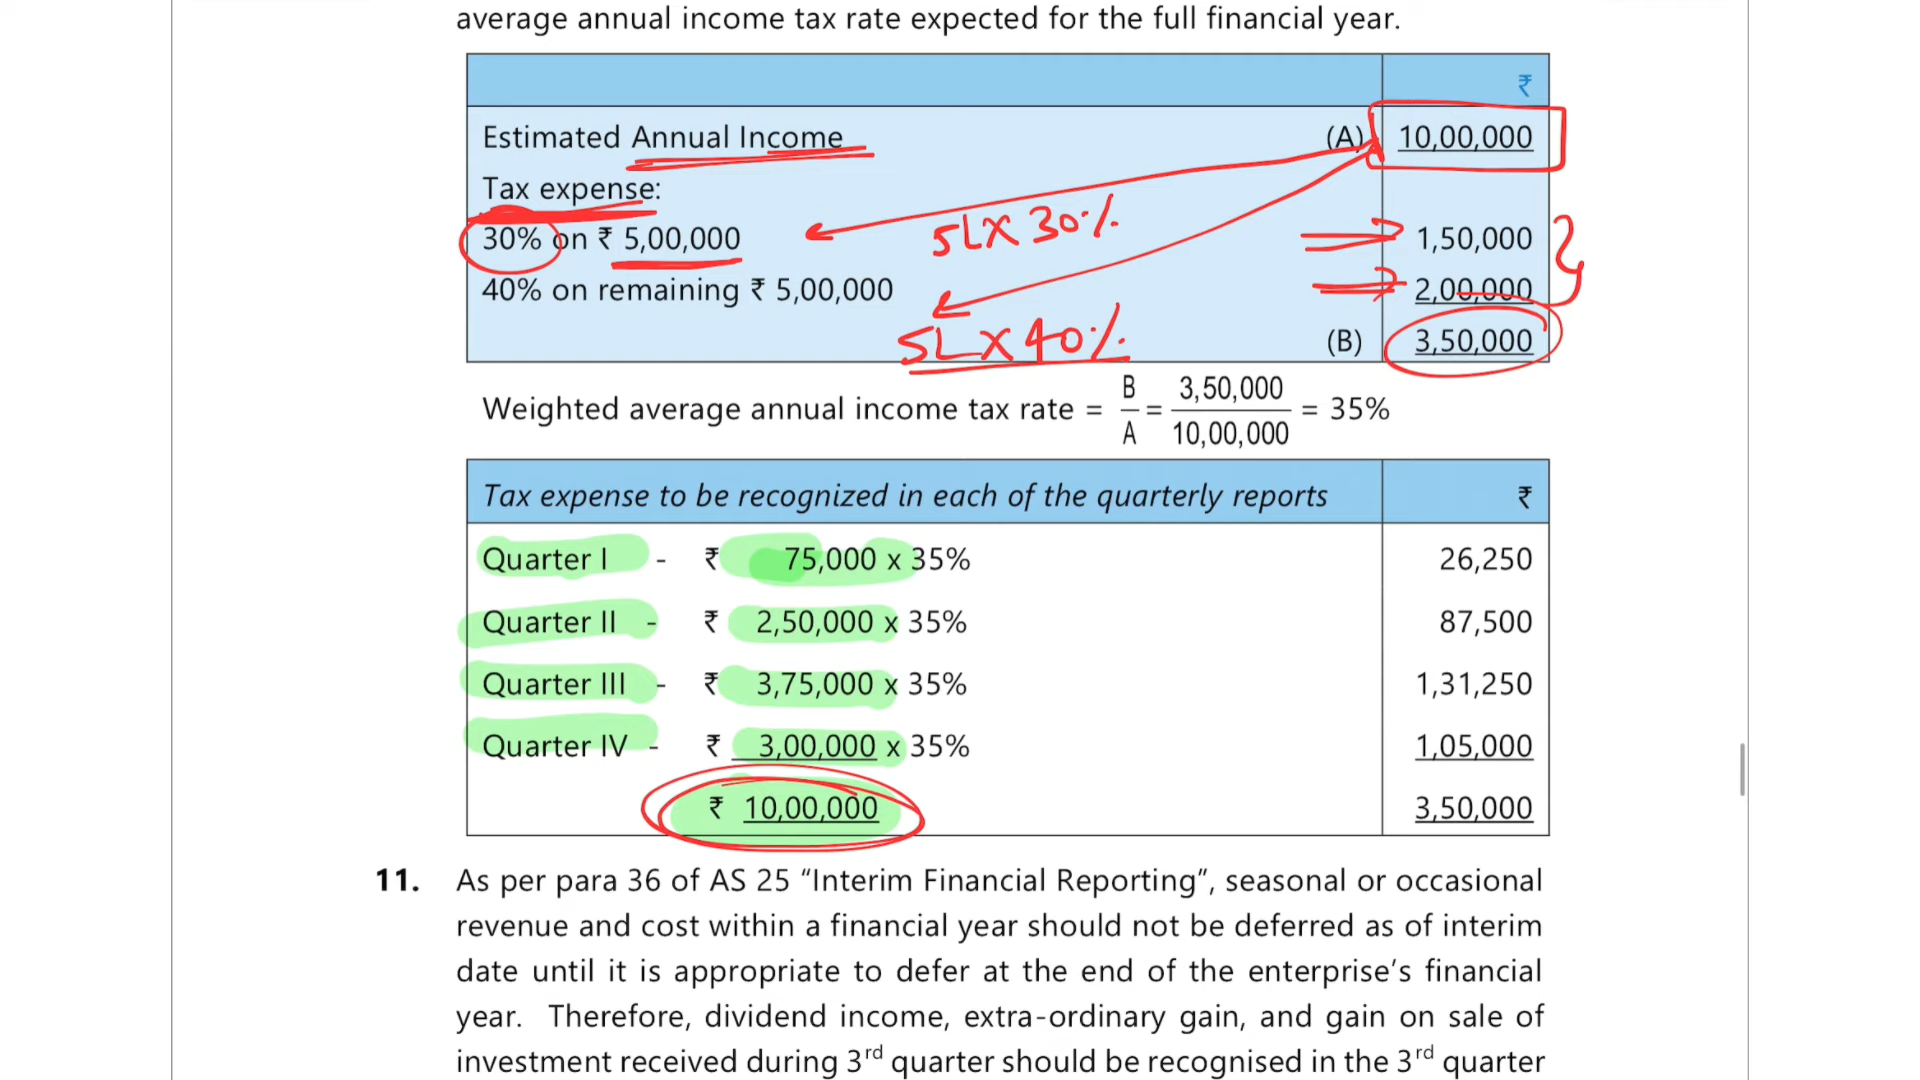 average annual income tax rate expected for the full financial year.
₹
Estimated Annual Income (A) 10,00,000
Tax expense:
30% on ₹ 5,00,000 5L X 30% 1,50,000
40% on remaining ₹ 5,00,000 2,00,000
5L X 40% (B) 3,50,000
Weighted average annual income tax rate = B/A = 3,50,000/10,00,000 = 35%
Tax expense to be recognized in each of the quarterly reports ₹
Quarter I - ₹ 75,000 x 35% 26,250
Quarter II - ₹ 2,50,000 x 35% 87,500
Quarter III - ₹ 3,75,000 x 35% 1,31,250
Quarter IV - ₹ 3,00,000 x 35% 1,05,000
₹ 10,00,000 3,50,000
11. As per para 36 of AS 25 “Interim Financial Reporting”, seasonal or occasional
revenue and cost within a financial year should not be deferred as of interim
date until it is appropriate to defer at the end of the enterprise’s financial
year. Therefore, dividend income, extra-ordinary gain, and gain on sale of
investment received during 3rd quarter should be recognised in the 3rd quarter